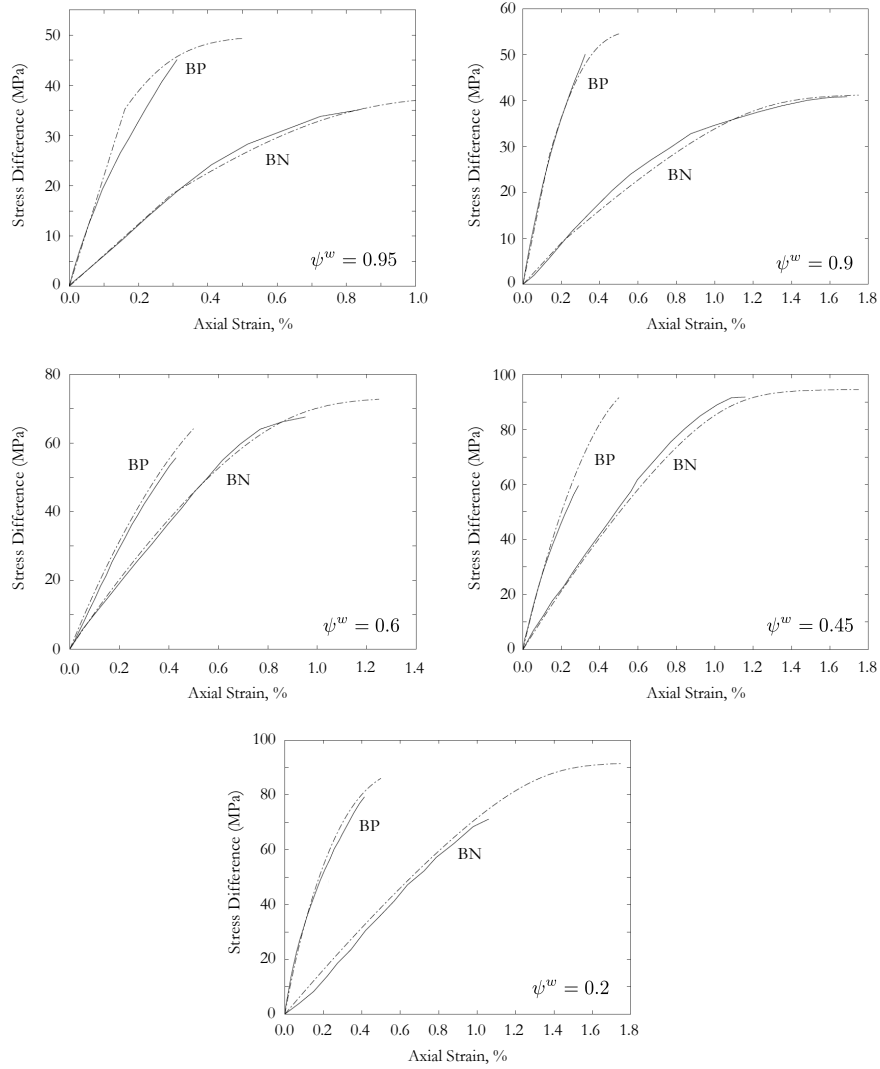 60
50
40
30
20
10
0
0.0 0.2 0.4 0.6 0.8 1.0
Stress Difference (MPa)
Axial Strain, %
BP
BN
ψ^w = 0.95
60
50
40
30
20
10
0
0.0 0.2 0.4 0.6 0.8 1.0 1.2 1.4 1.6 1.8
Stress Difference (MPa)
Axial Strain, %
BP
BN
ψ^w = 0.9
80
60
40
20
0
0.0 0.2 0.4 0.6 0.8 1.0 1.2 1.4
Stress Difference (MPa)
Axial Strain, %
BP
BN
ψ^w = 0.6
100
80
60
40
20
0
0.0 0.2 0.4 0.6 0.8 1.0 1.2 1.4 1.6 1.8
Stress Difference (MPa)
Axial Strain, %
BP
BN
ψ^w = 0.45
100
80
60
40
20
0
0.0 0.2 0.4 0.6 0.8 1.0 1.2 1.4 1.6 1.8
Stress Difference (MPa)
Axial Strain, %
BP
BN
ψ^w = 0.2